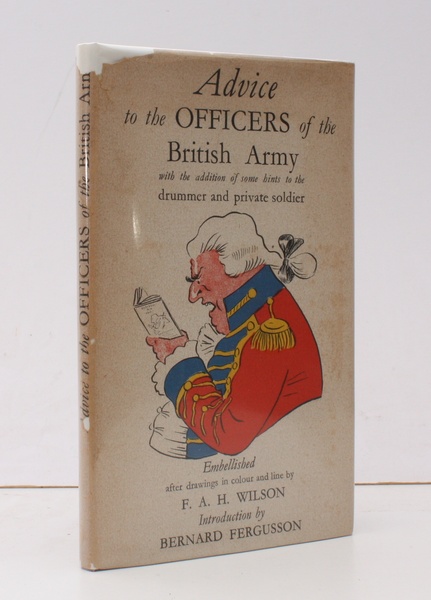 Advice
to the OFFICERS of the
British Army
with the addition of some hints to the
drummer and private soldier
Embellished
after drawings in colour and line by
F. A. H. WILSON
Introduction by
BERNARD FERGUSSON
dvice to the OFFICERS of the British Arm